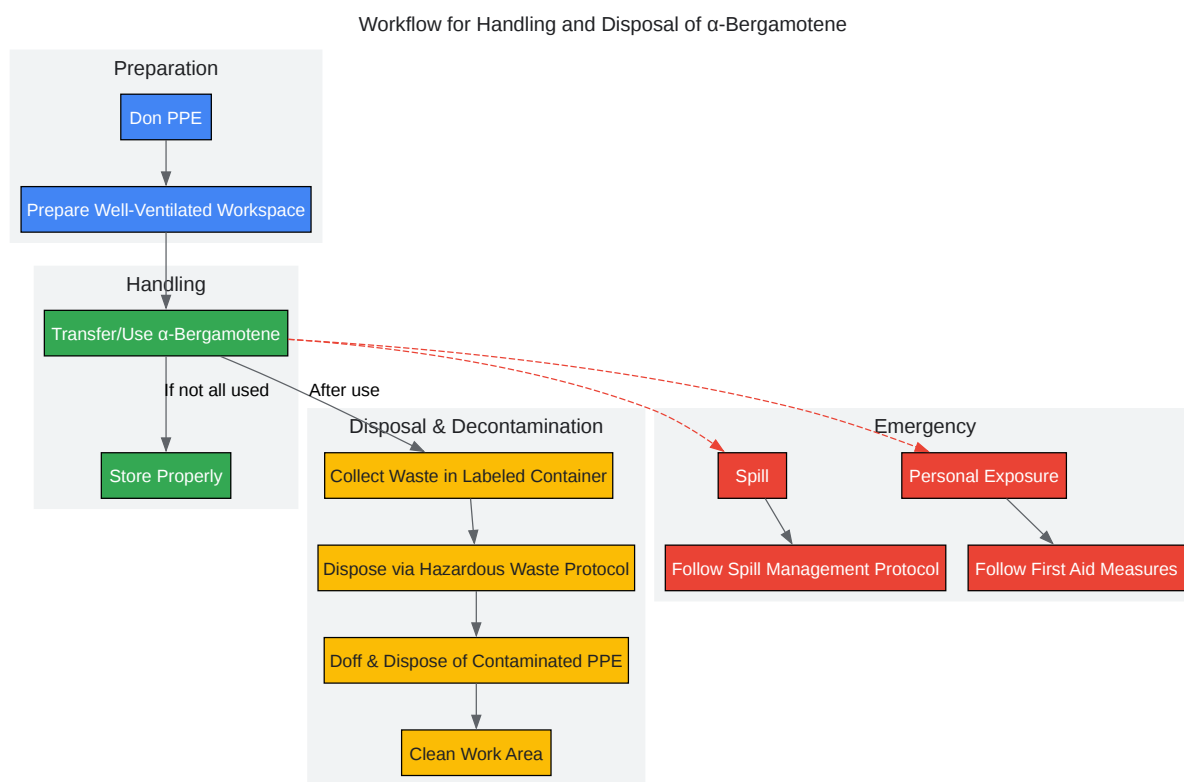 Workflow for Handling and Disposal of α-Bergamotene
Preparation
Don PPE
Prepare Well-Ventilated Workspace
Handling
Transfer/Use α-Bergamotene
If not all used
After use
Store Properly
Disposal & Decontamination
Collect Waste in Labeled Container
Dispose via Hazardous Waste Protocol
Doff & Dispose of Contaminated PPE
Clean Work Area
Emergency
Spill
Personal Exposure
Follow Spill Management Protocol
Follow First Aid Measures